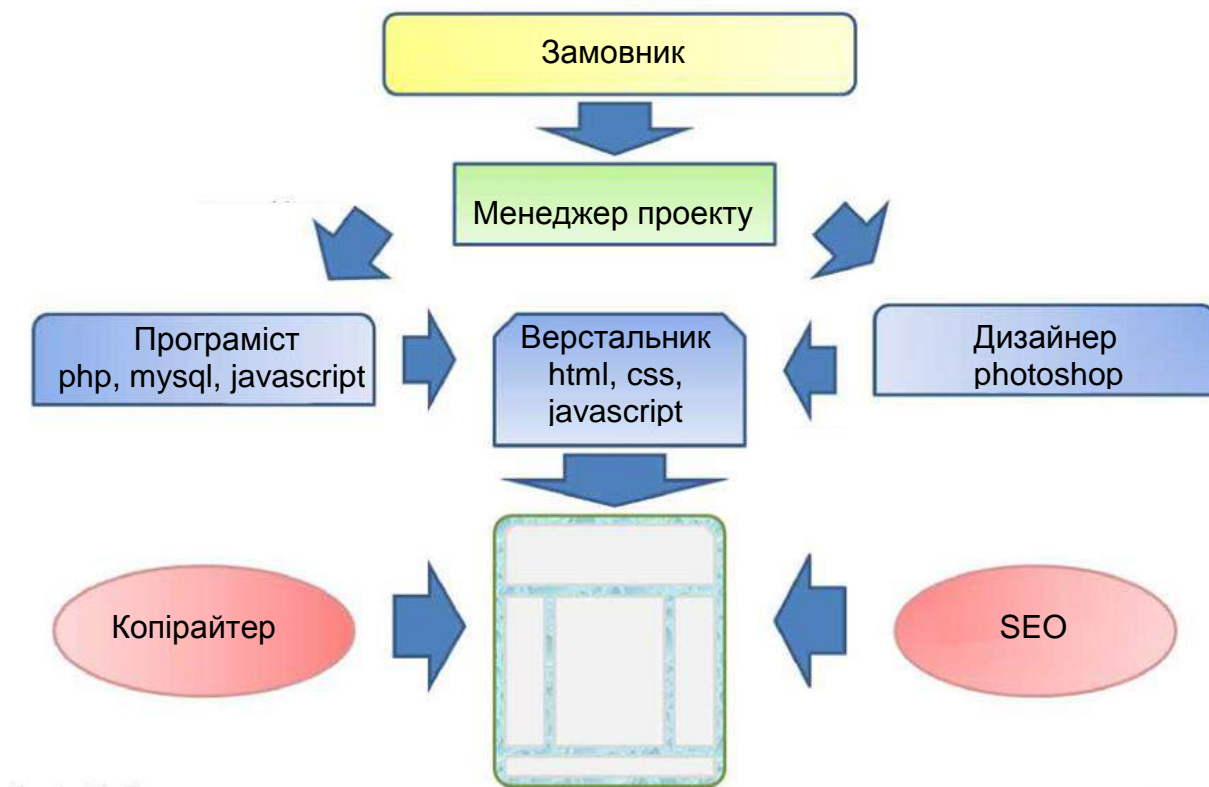 Замовник
Менеджер проекту
Програміст
php, mysql, javascript
Верстальник
html, css,
javascript
Дизайнер
photoshop
Копірайтер
SEO